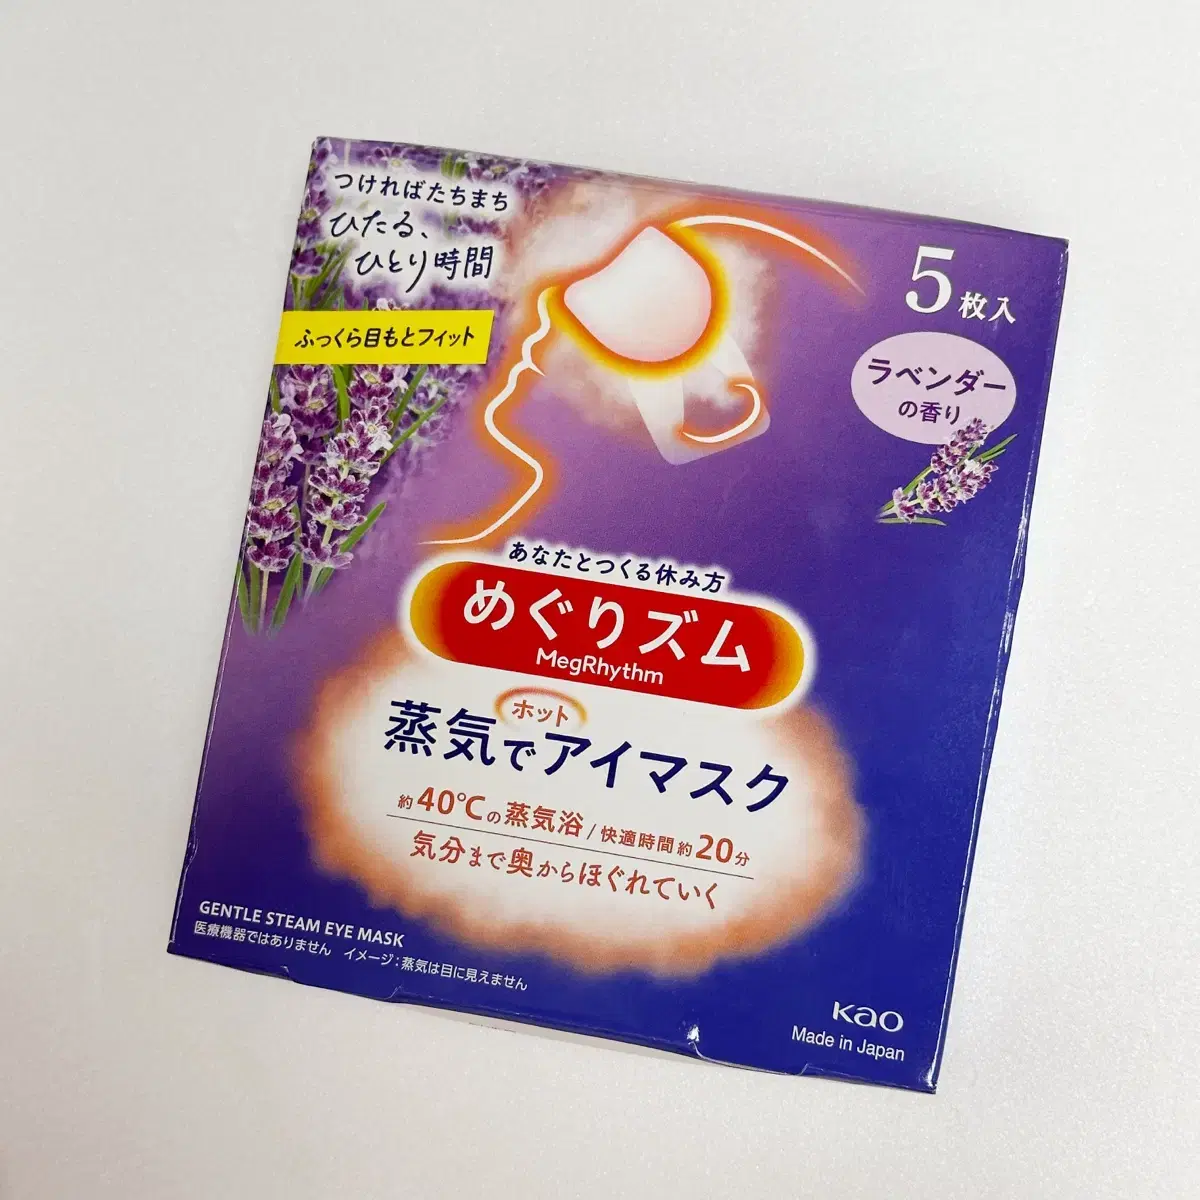 つければたちまち
ひたる、
ひとり時間
ふっくら目もとフィット
5枚入
ラベンダー
の香り
あなたとつくる休み方
めぐりズム
MegRhythm
ホット
蒸気でアイマスク
約40℃の蒸気浴/快適時間約20分
気分まで奥からほぐれていく
GENTLE STEAM EYE MASK
医療機器ではありません イメージ:蒸気は目に見えません
Kao
Made in Japan